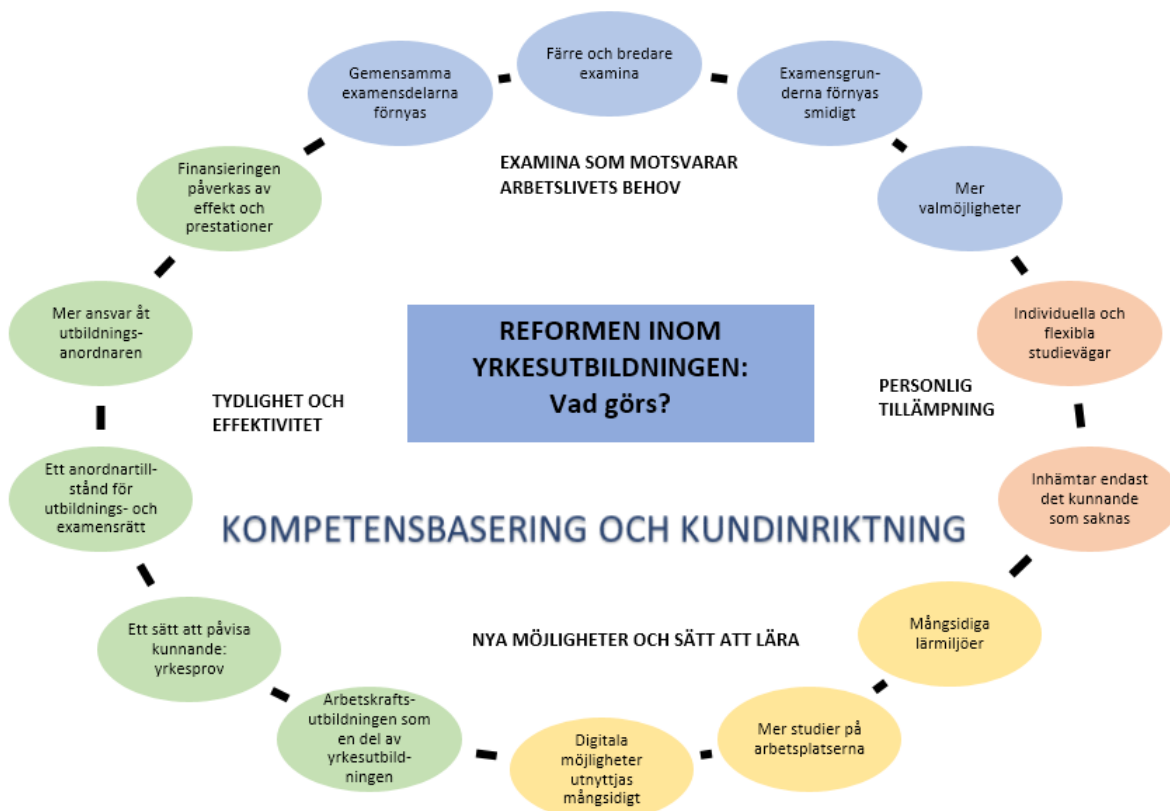 Färre och bredare
examina
Gemensamma
examensdelarna
förnyas
Examensgrun-
derna förnyas
smidigt
Finansieringen
påverkas av
effekt och
prestationer
EXAMINA SOM MOTSVARAR
ARBETSLIVETS BEHOV
Mer
valmöjligheter
Mer ansvar åt
utbildnings-
anordnaren
REFORMEN INOM
YRKESUTBILDNINGEN:
Vad görs?
Individuella och
flexibla
studievägar
TYDLIGHET OCH
EFFEKTIVITET
PERSONLIG
TILLÄMPNING
Ett anordnartill-
stånd för
utbildnings- och
examensrätt
KOMPETENSBASERING OCH KUNDINRIKTNING
Inhämtar endast
det kunnande
som saknas
Ett sätt att påvisa
kunnande:
yrkesprov
NYA MÖJLIGHETER OCH SÄTT ATT LÄRA
Mångsidiga
lärmiljöer
Arbetskrafts-
utbildningen som
en del av
yrkesutbild-
ningen
Digitala
möjligheter
utnyttjas
mångsidigt
Mer studier på
arbetsplatserna